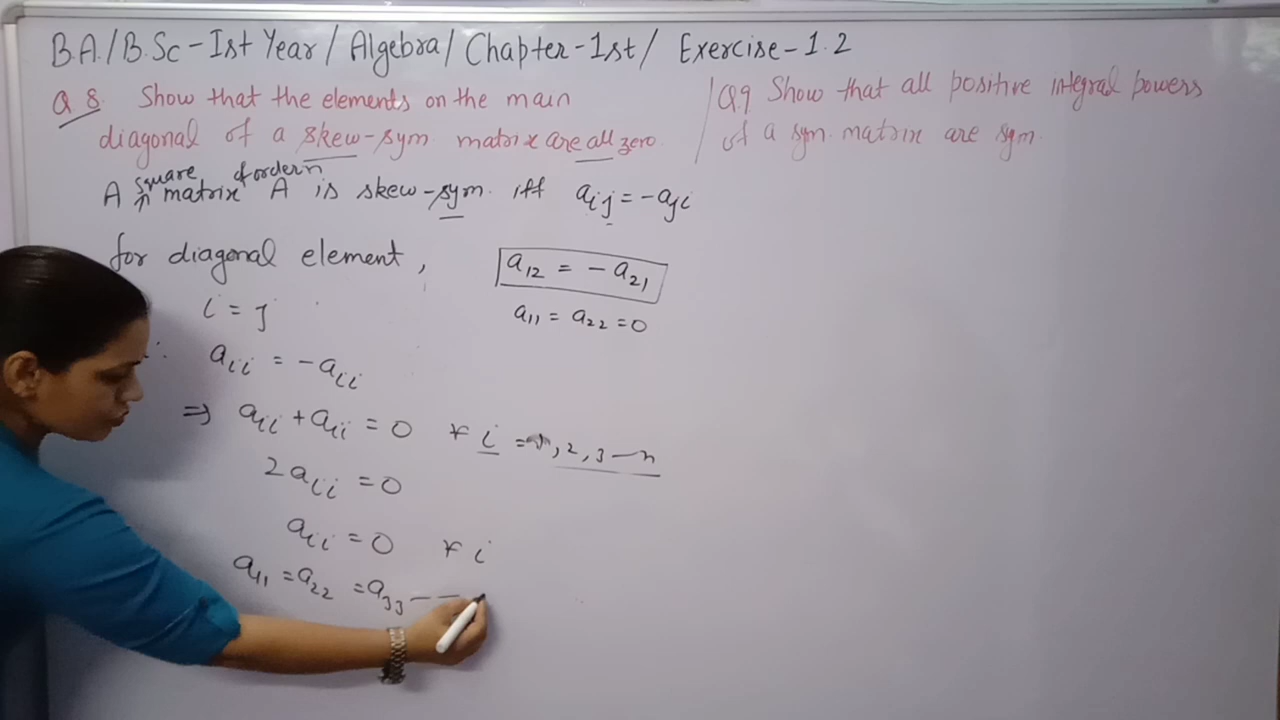 B.A./B.Sc - Ist Year / Algebra / Chapter-1st / Exercise-1.2
Q 8. Show that the elements on the main
diagonal of a skew-sym matrix are all zero.
A square matrix A of order n is skew-sym. iff aij = -aji
for diagonal element,
i = j
∴ aii = -aii
⇒ aii + aii = 0 ∀ i = 1, 2, 3 — n
2aii = 0
aii = 0 ∀ i
a11 = a22 = a33 – –
a12 = - a21
a11 = a22 = 0
Q.9 Show that all positive integral powers
of a sym. matrix are sym.